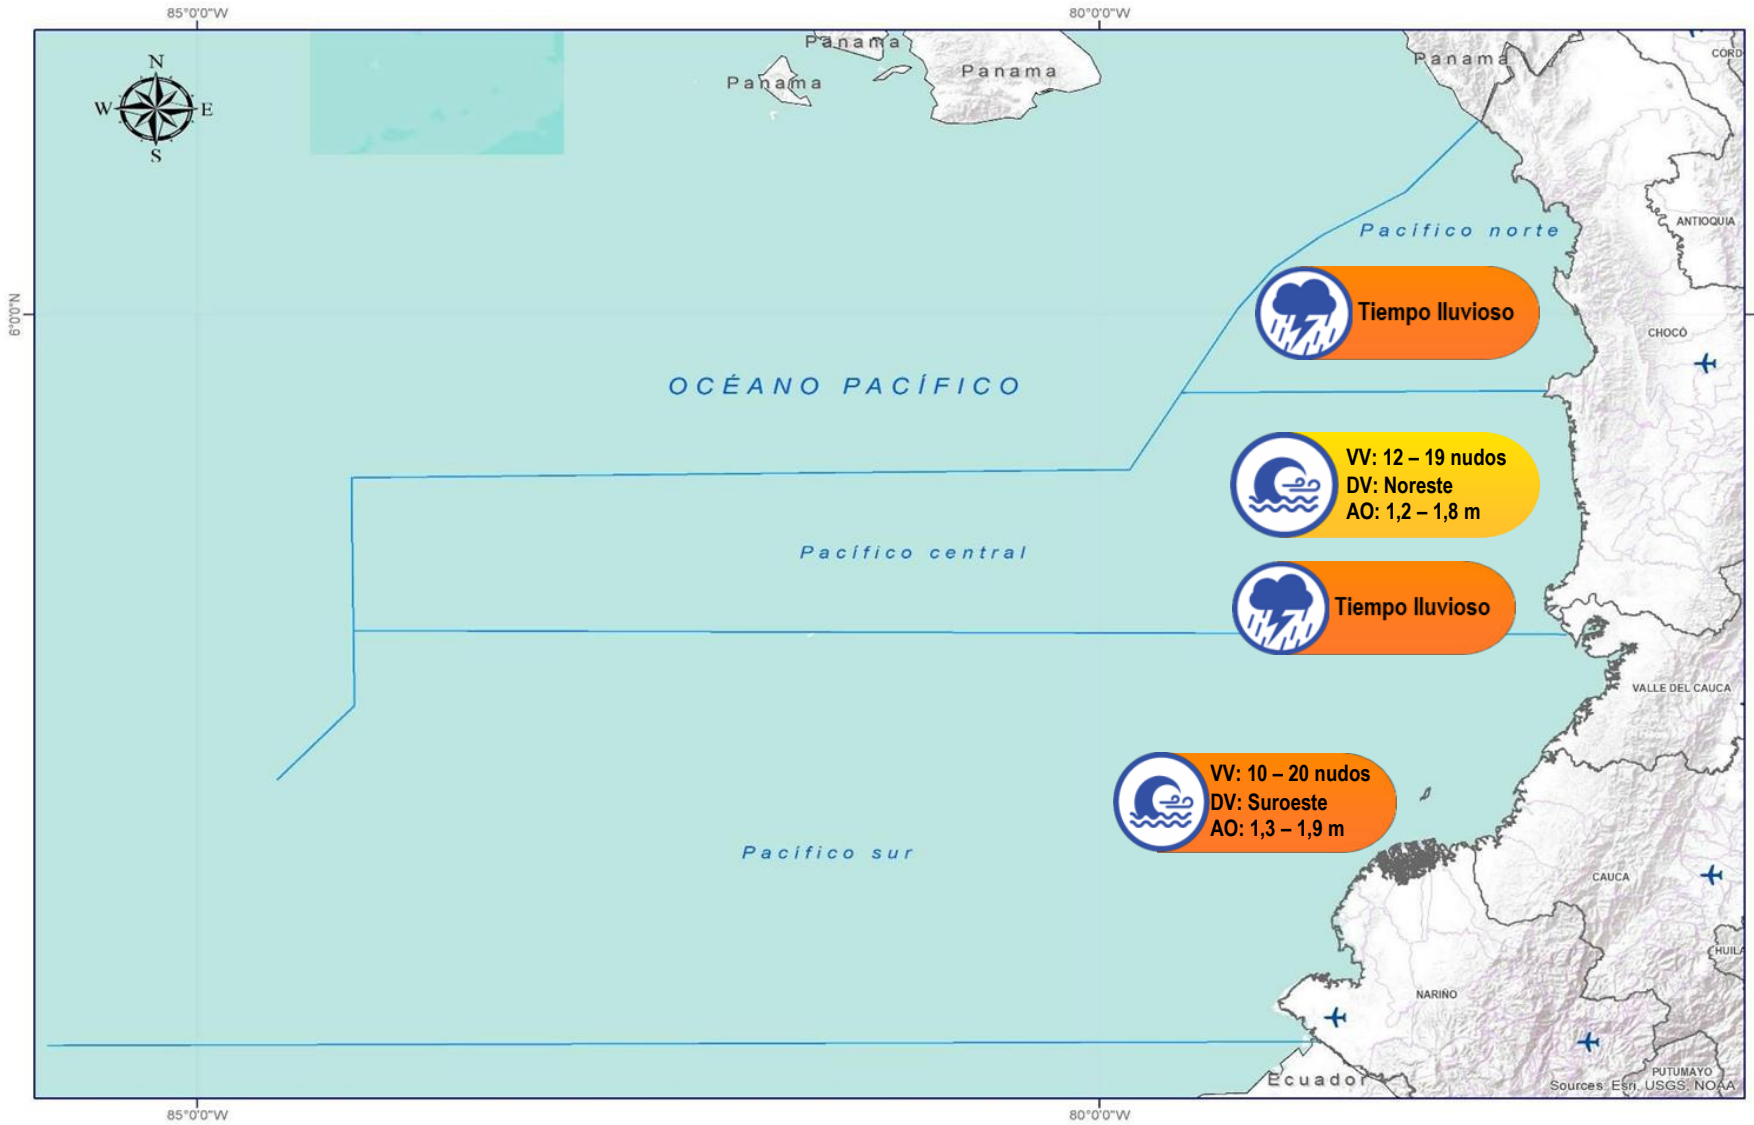 85°0'0"W
80°0'0"W
N
W
E
S
Panama
Panama
Panama
Panama
CORD
Pacífico norte
ANTIOQUIA
6°0'0"N
Tiempo lluvioso
CHOCÓ
OCÉANO PACÍFICO
VV: 12 – 19 nudos
DV: Noreste
AO: 1,2 – 1,8 m
Pacífico central
Tiempo lluvioso
VALLE DEL CAUCA
VV: 10 – 20 nudos
DV: Suroeste
AO: 1,3 – 1,9 m
Pacífico sur
CAUCA
HUILA
NARIÑO
PUTUMAYO
Ecuador
Sources: Esri, USGS, NOAA
85°0'0"W
80°0'0"W